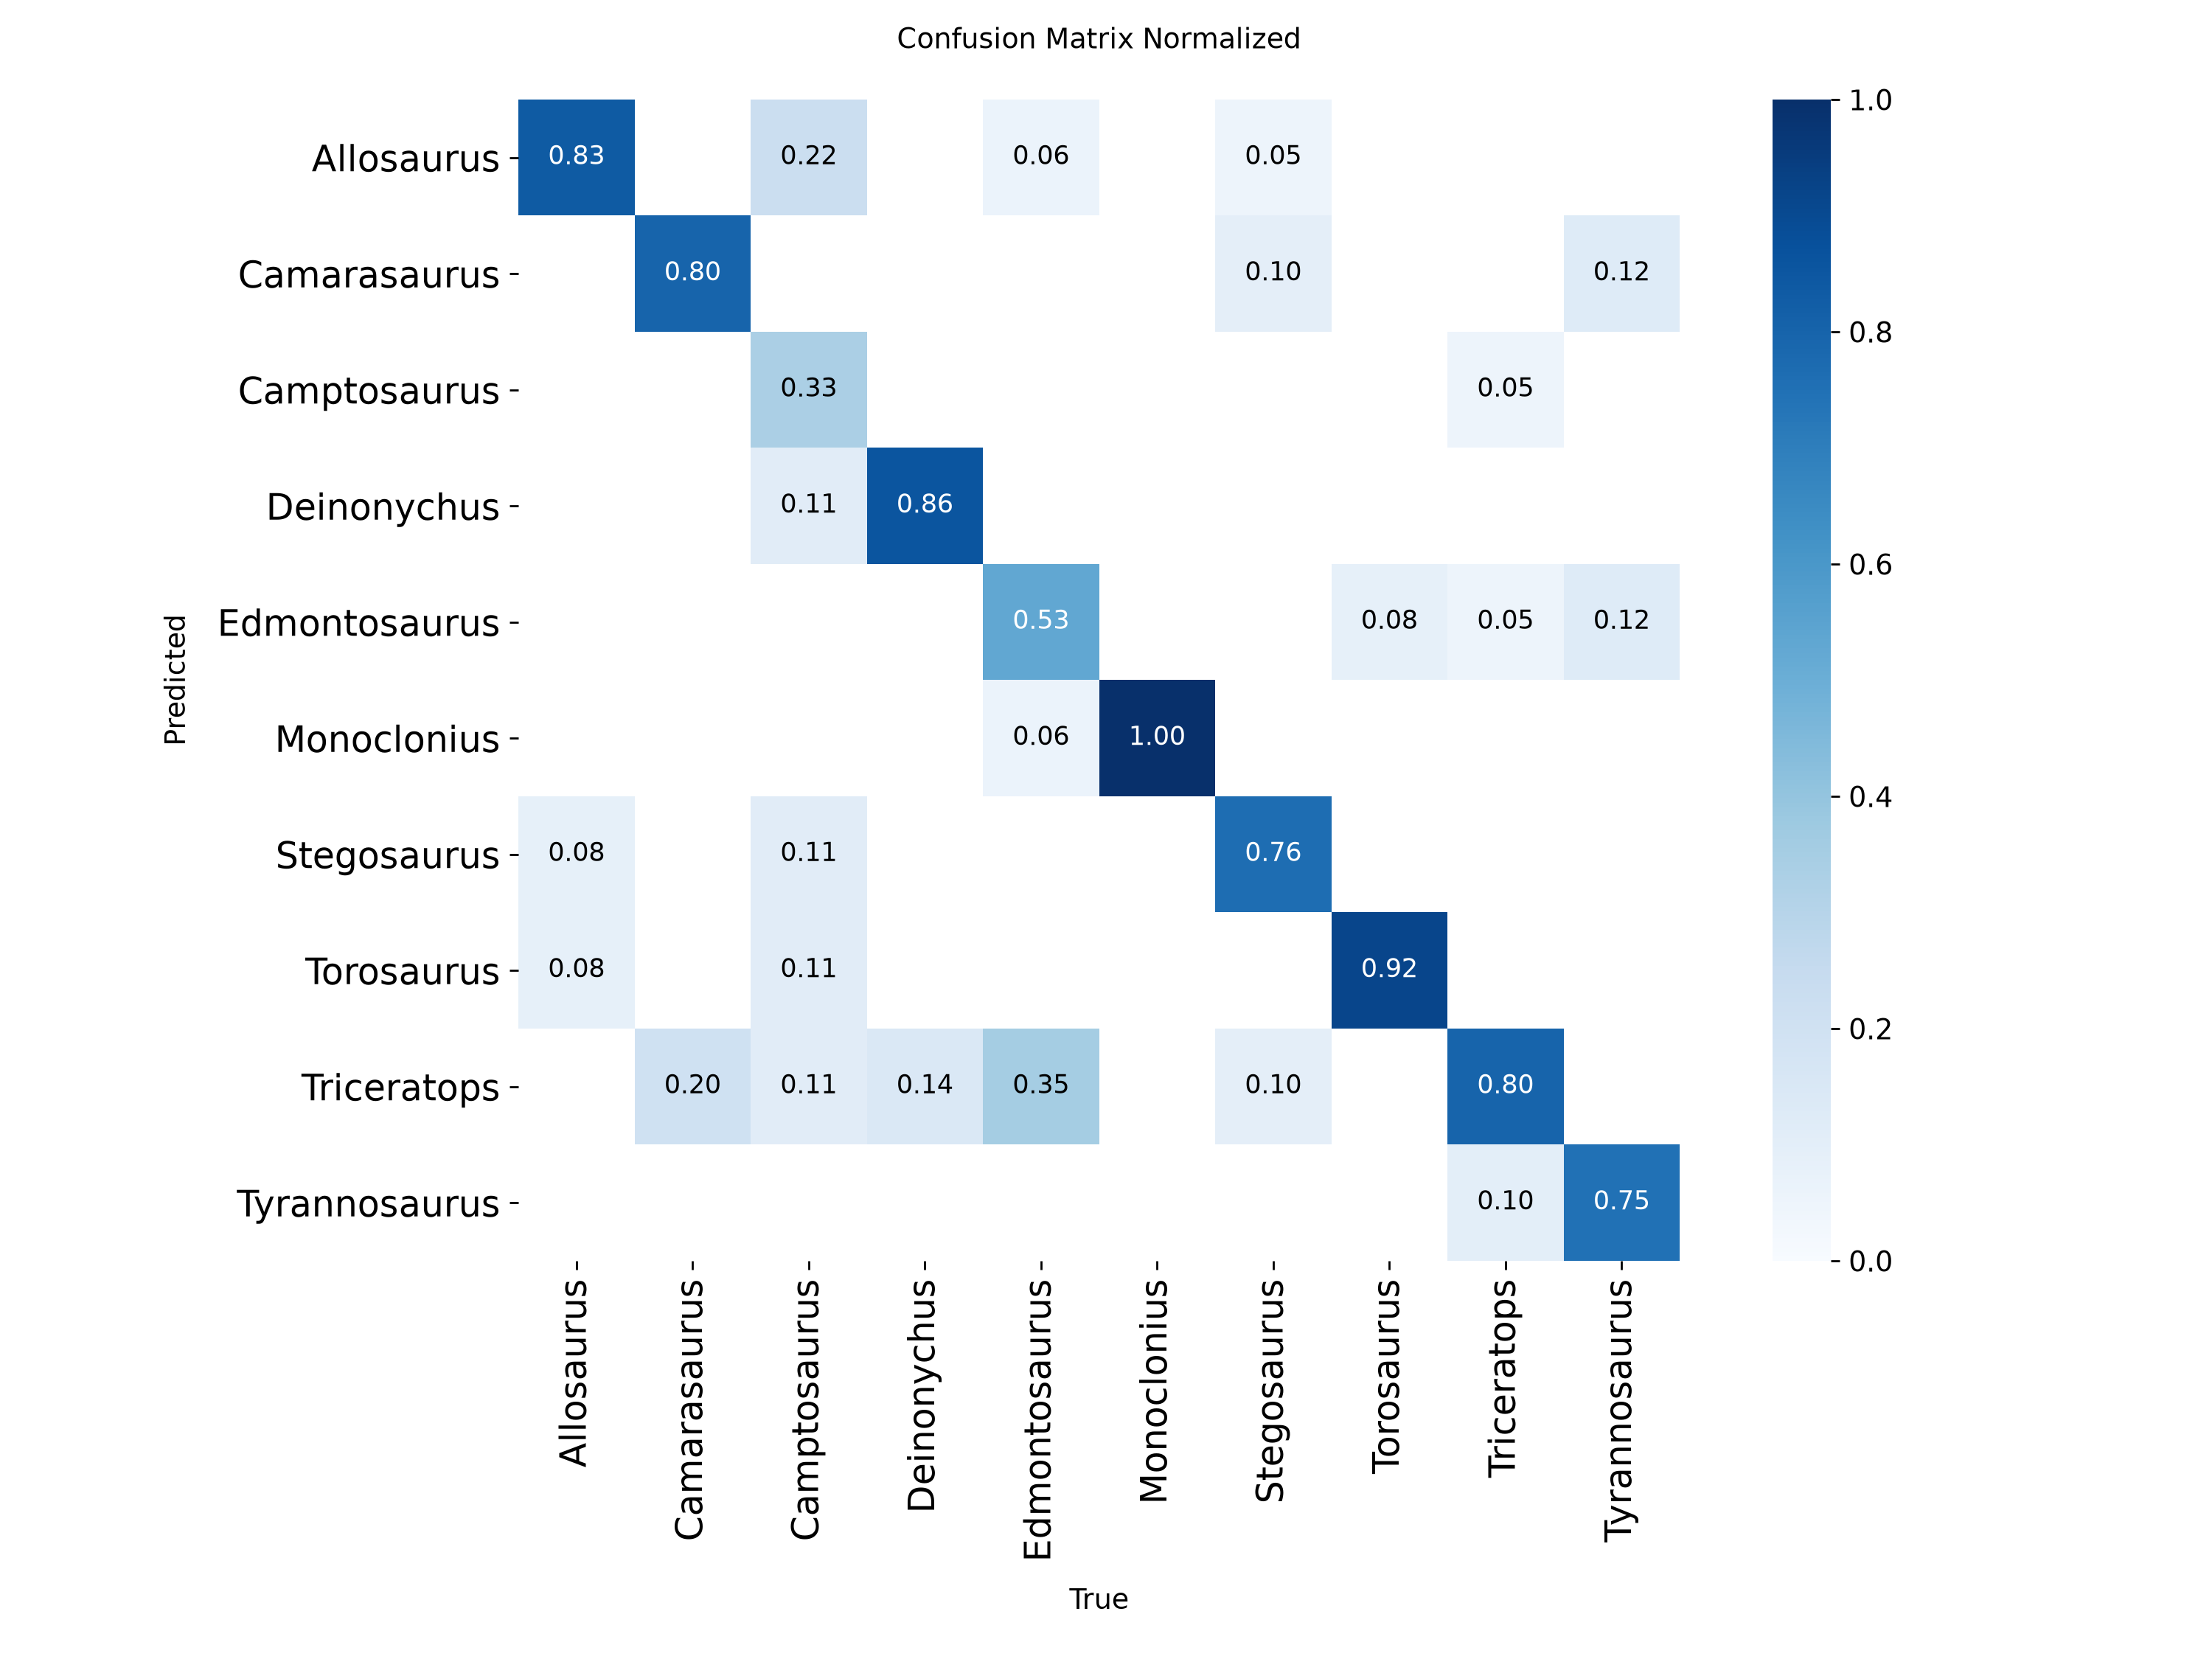 Confusion Matrix Normalized
Allosaurus 0.83 0.22 0.06 0.05
Camarasaurus 0.80 0.10 0.12
Camptosaurus 0.33 0.05
Deinonychus 0.11 0.86
Edmontosaurus 0.53 0.08 0.05 0.12
Monoclonius 0.06 1.00
Stegosaurus 0.08 0.11 0.76
Torosaurus 0.08 0.11 0.92
Triceratops 0.20 0.11 0.14 0.35 0.10 0.80
Tyrannosaurus 0.10 0.75
Predicted
Allosaurus
Camarasaurus
Camptosaurus
Deinonychus
Edmontosaurus
Monoclonius
Stegosaurus
Torosaurus
Triceratops
Tyrannosaurus
True
1.0
0.8
0.6
0.4
0.2
0.0